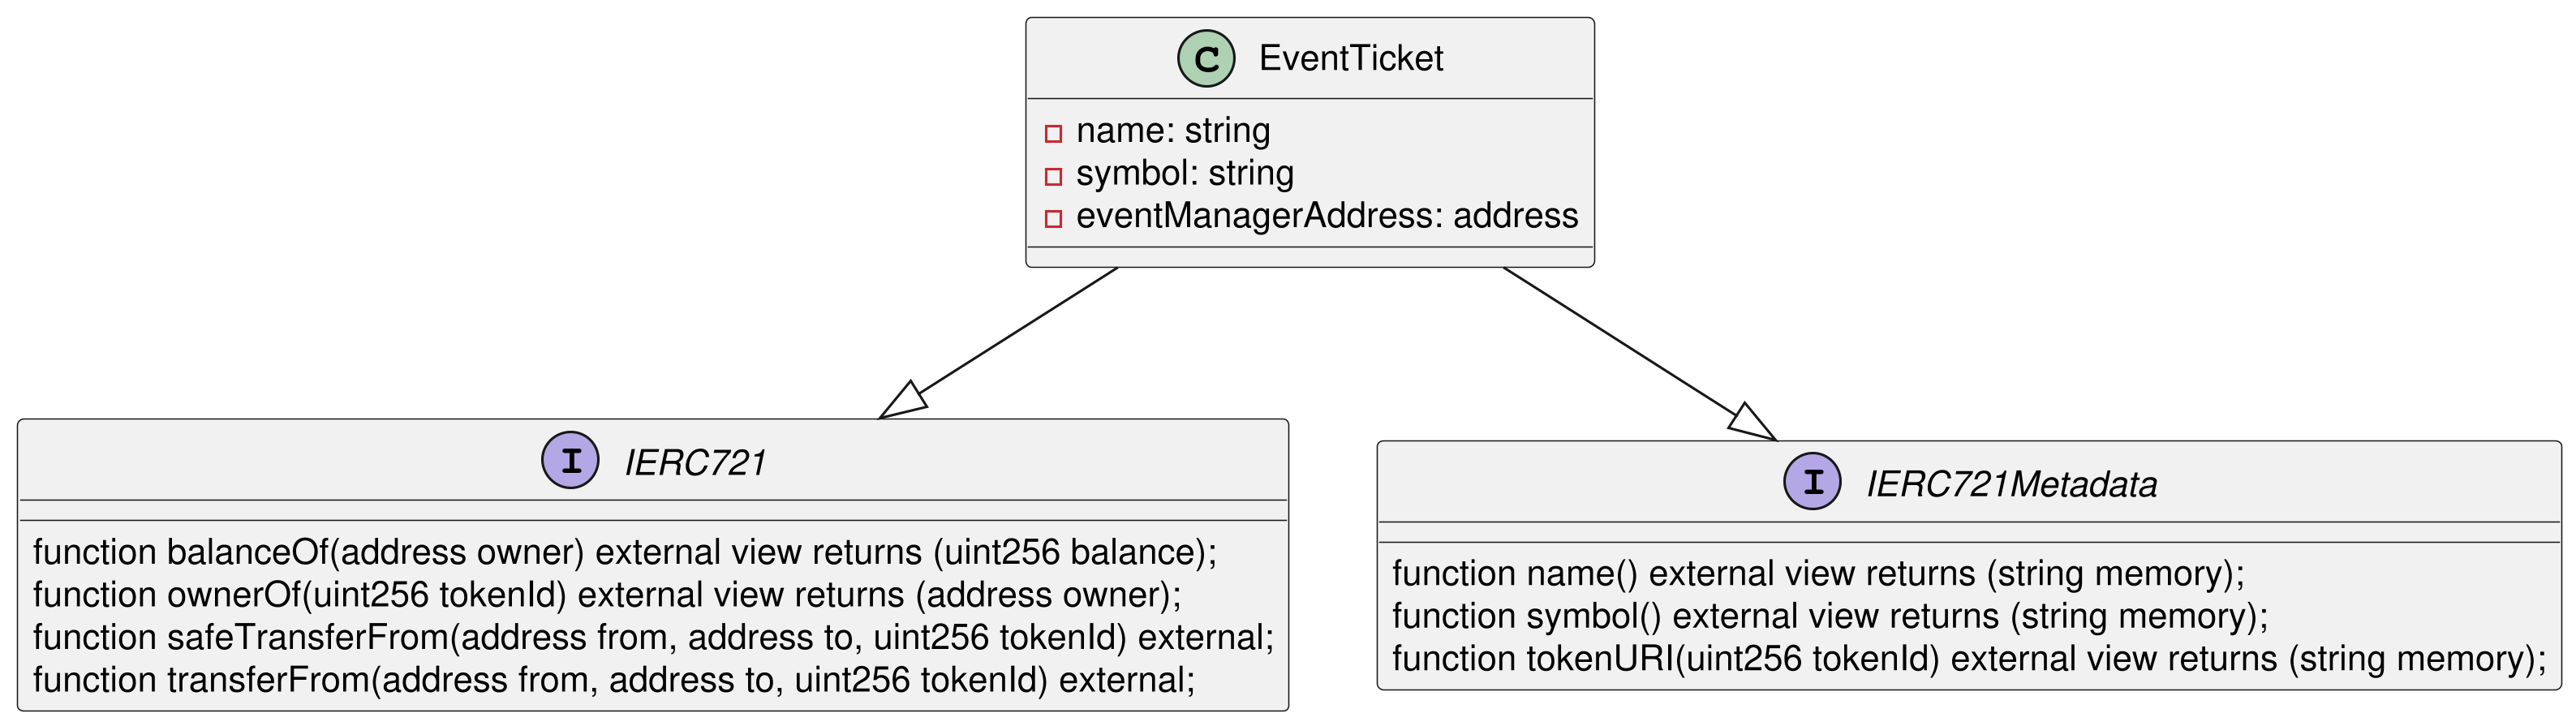 C EventTicket
name: string
symbol: string
eventManagerAddress: address
I IERC721
function balanceOf(address owner) external view returns (uint256 balance);
function ownerOf(uint256 tokenId) external view returns (address owner);
function safeTransferFrom(address from, address to, uint256 tokenId) external;
function transferFrom(address from, address to, uint256 tokenId) external;
I IERC721Metadata
function name() external view returns (string memory);
function symbol() external view returns (string memory);
function tokenURI(uint256 tokenId) external view returns (string memory);